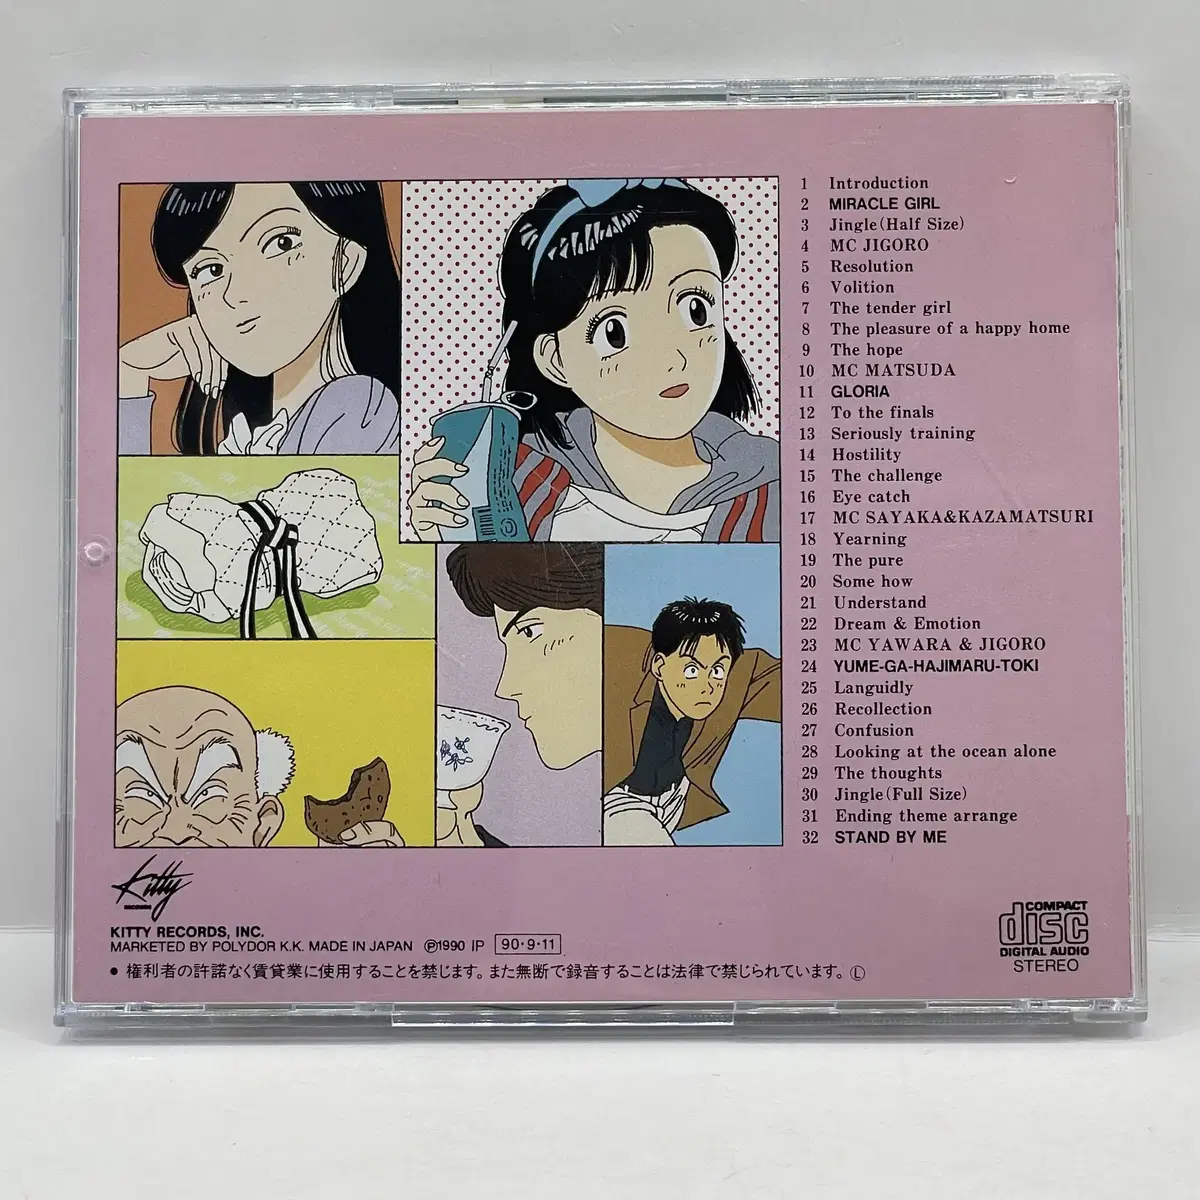 1 Introduction
2 MIRACLE GIRL
3 Jingle(Half Size)
4 MC JIGORO
5 Resolution
6 Volition
7 The tender girl
8 The pleasure of a happy home
9 The hope
10 MC MATSUDA
11 GLORIA
12 To the finals
13 Seriously training
14 Hostility
15 The challenge
16 Eye catch
17 MC SAYAKA&KAZAMATSURI
18 Yearning
19 The pure
20 Some how
21 Understand
22 Dream & Emotion
23 MC YAWARA & JIGORO
24 YUME-GA-HAJIMARU-TOKI
25 Languidly
26 Recollection
27 Confusion
28 Looking at the ocean alone
29 The thoughts
30 Jingle(Full Size)
31 Ending theme arrange
32 STAND BY ME
Kitty
RECORDS
KITTY RECORDS, INC.
MARKETED BY POLYDOR K.K. MADE IN JAPAN Ⓟ1990 IP 90・9・11
● 権利者の許諾なく賃貸業に使用することを禁じます。また無断で録音することは法律で禁じられています。Ⓛ
COMPACT
disc
DIGITAL AUDIO
STEREO